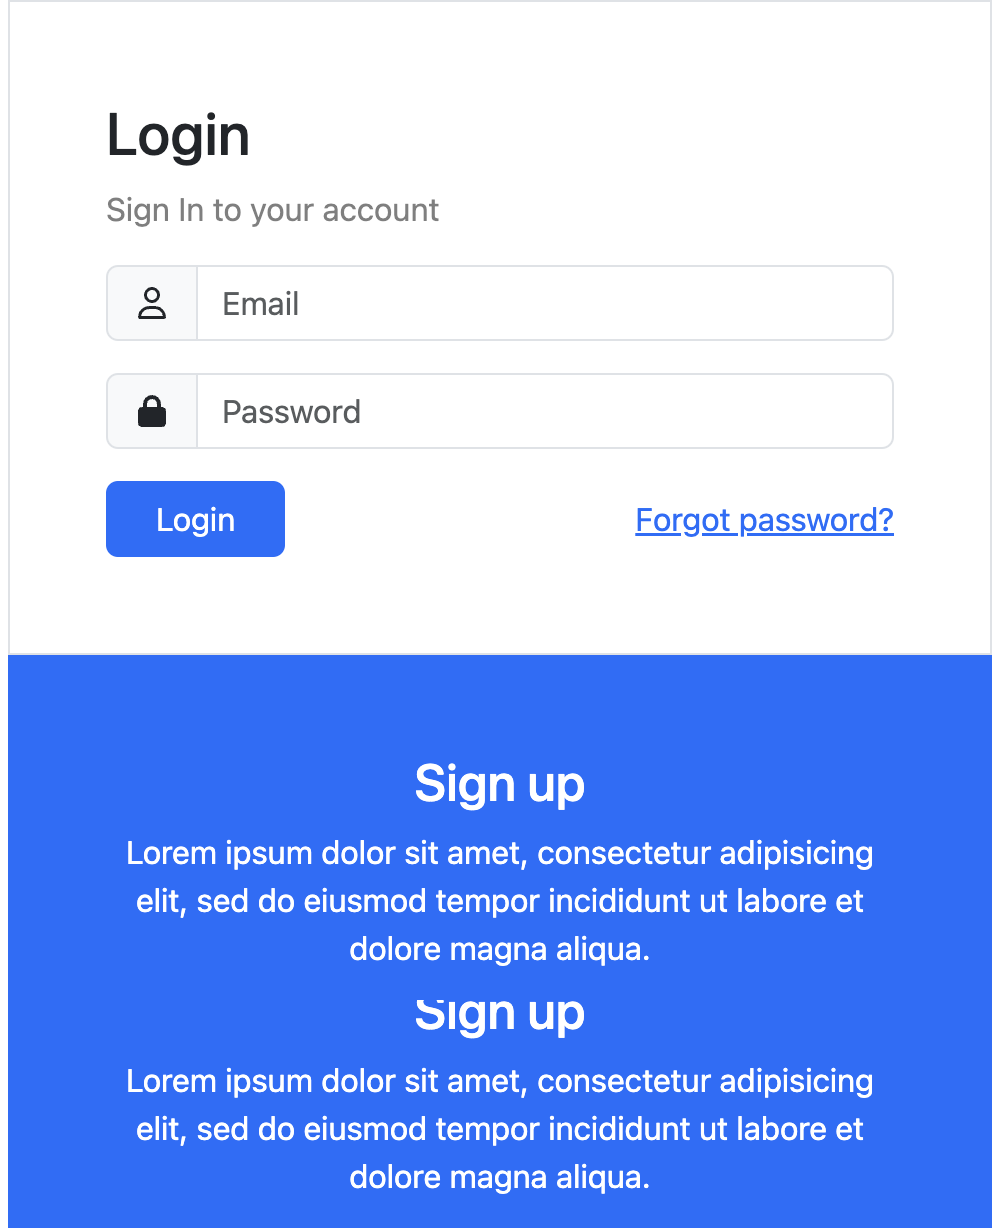 Login
Sign In to your account
Email
Password
Login
Forgot password?
Sign up
Lorem ipsum dolor sit amet, consectetur adipisicing
elit, sed do eiusmod tempor incididunt ut labore et
dolore magna aliqua.
Sign up
Lorem ipsum dolor sit amet, consectetur adipisicing
elit, sed do eiusmod tempor incididunt ut labore et
dolore magna aliqua.